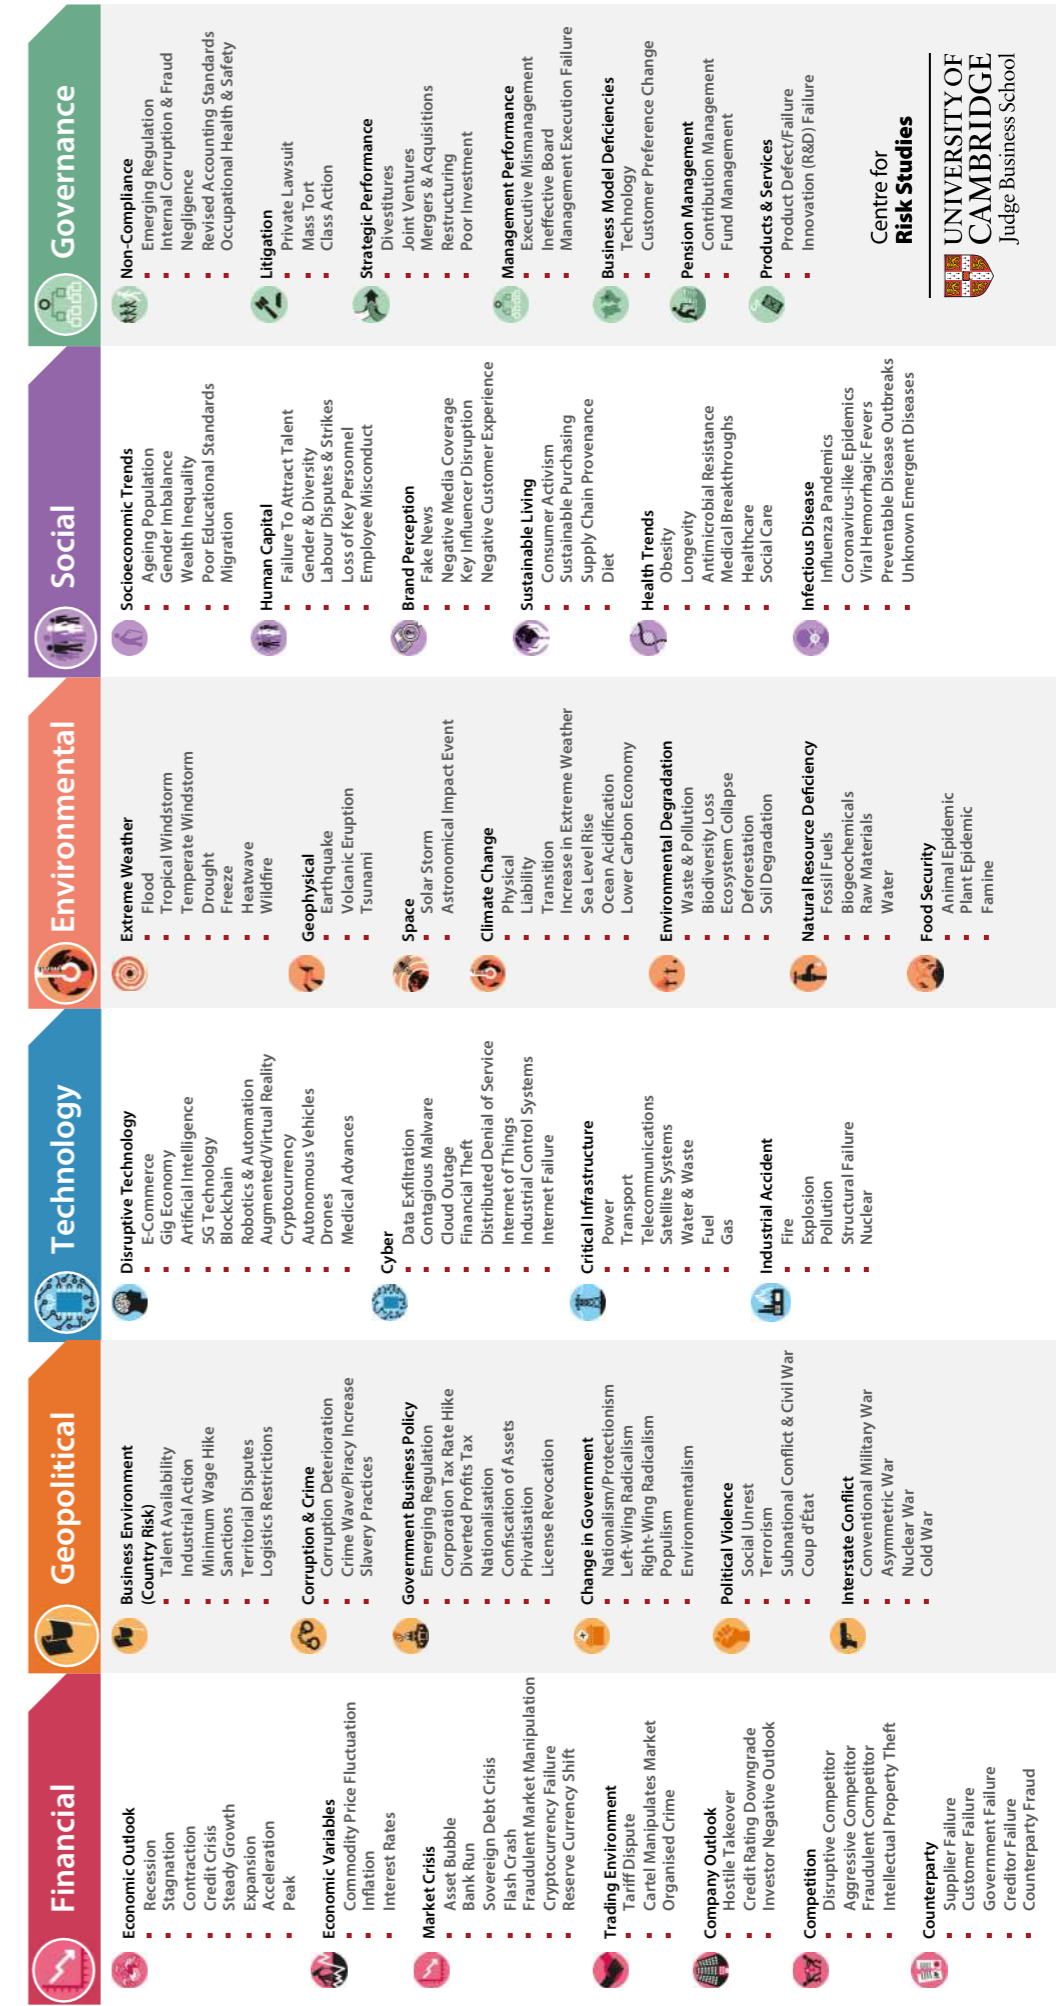 Financial
Economic Outlook
Recession
Stagnation
Contraction
Credit Crisis
Steady Growth
Expansion
Acceleration
Peak
Economic Variables
Commodity Price Fluctuation
Inflation
Interest Rates
Market Crisis
Asset Bubble
Bank Run
Sovereign Debt Crisis
Flash Crash
Fraudulent Market Manipulation
Cryptocurrency Failure
Reserve Currency Shift
Trading Environment
Tariff Dispute
Cartel Manipulates Market
Organised Crime
Company Outlook
Hostile Takeover
Credit Rating Downgrade
Investor Negative Outlook
Competition
Disruptive Competitor
Aggressive Competitor
Fraudulent Competitor
Intellectual Property Theft
Counterparty
Supplier Failure
Customer Failure
Government Failure
Creditor Failure
Counterparty Fraud
Geopolitical
Business Environment
(Country Risk)
Talent Availability
Industrial Action
Minimum Wage Hike
Sanctions
Territorial Disputes
Logistics Restrictions
Corruption & Crime
Corruption Deterioration
Crime Wave/Piracy Increase
Slavery Practices
Government Business Policy
Emerging Regulation
Corporation Tax Rate Hike
Diverted Profits Tax
Nationalisation
Confiscation of Assets
Privatisation
License Revocation
Change in Government
Nationalism/Protectionism
Left-Wing Radicalism
Right-Wing Radicalism
Populism
Environmentalism
Political Violence
Social Unrest
Terrorism
Subnational Conflict & Civil War
Coup d'État
Interstate Conflict
Conventional Military War
Asymmetric War
Nuclear War
Cold War
Technology
Disruptive Technology
E-Commerce
Gig Economy
Artificial Intelligence
5G Technology
Blockchain
Robotics & Automation
Augmented/Virtual Reality
Cryptocurrency
Autonomous Vehicles
Drones
Medical Advances
Cyber
Data Exfiltration
Contagious Malware
Cloud Outage
Financial Theft
Distributed Denial of Service
Internet of Things
Industrial Control Systems
Internet Failure
Critical Infrastructure
Power
Transport
Telecommunications
Satellite Systems
Water & Waste
Fuel
Gas
Industrial Accident
Fire
Explosion
Pollution
Structural Failure
Nuclear
Environmental
Extreme Weather
Flood
Tropical Windstorm
Temperate Windstorm
Drought
Freeze
Heatwave
Wildfire
Geophysical
Earthquake
Volcanic Eruption
Tsunami
Space
Solar Storm
Astronomical Impact Event
Climate Change
Physical
Liability
Transition
Increase in Extreme Weather
Sea Level Rise
Ocean Acidification
Lower Carbon Economy
Environmental Degradation
Waste & Pollution
Biodiversity Loss
Ecosystem Collapse
Deforestation
Soil Degradation
Natural Resource Deficiency
Fossil Fuels
Biogeochemicals
Raw Materials
Water
Food Security
Animal Epidemic
Plant Epidemic
Famine
Social
Socioeconomic Trends
Ageing Population
Gender Imbalance
Wealth Inequality
Poor Educational Standards
Migration
Human Capital
Failure To Attract Talent
Gender & Diversity
Labour Disputes & Strikes
Loss of Key Personnel
Employee Misconduct
Brand Perception
Fake News
Negative Media Coverage
Key Influencer Disruption
Negative Customer Experience
Sustainable Living
Consumer Activism
Sustainable Purchasing
Supply Chain Provenance
Diet
Health Trends
Obesity
Longevity
Antimicrobial Resistance
Medical Breakthroughs
Healthcare
Social Care
Infectious Disease
Influenza Pandemics
Coronavirus-like Epidemics
Viral Hemorrhagic Fevers
Preventable Disease Outbreaks
Unknown Emergent Diseases
Governance
Non-Compliance
Emerging Regulation
Internal Corruption & Fraud
Negligence
Revised Accounting Standards
Occupational Health & Safety
Litigation
Private Lawsuit
Mass Tort
Class Action
Strategic Performance
Divestitures
Joint Ventures
Mergers & Acquisitions
Restructuring
Poor Investment
Management Performance
Executive Mismanagement
Ineffective Board
Management Execution Failure
Business Model Deficiencies
Technology
Customer Preference Change
Pension Management
Contribution Management
Fund Management
Products & Services
Product Defect/Failure
Innovation (R&D) Failure
Centre for
Risk Studies
UNIVERSITY OF
CAMBRIDGE
Judge Business School